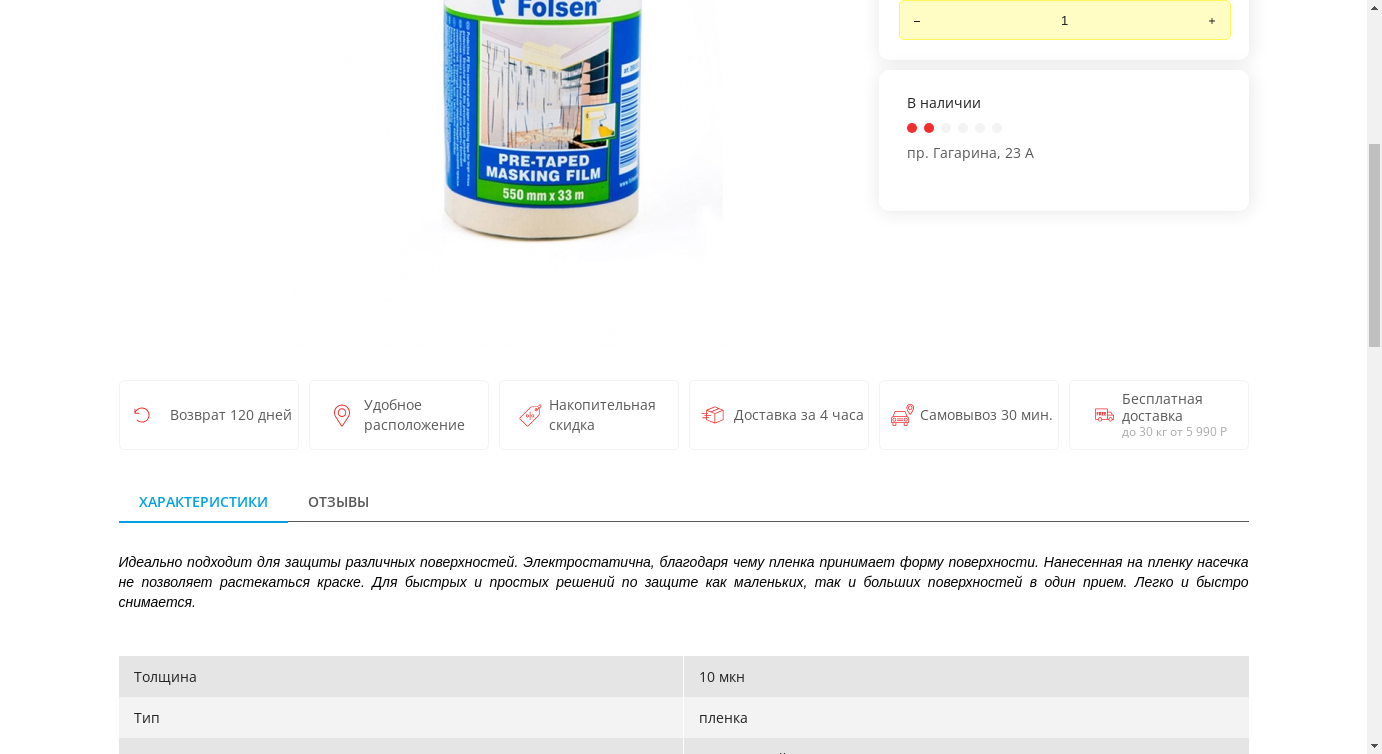 Folsen
PRE-TAPED
MASKING FILM
550 mm x 33 m
–
1
+
В наличии
пр. Гагарина, 23 А
Возврат 120 дней
Удобное
расположение
Накопительная
скидка
Доставка за 4 часа
Самовывоз 30 мин.
FREE
Бесплатная
доставка
до 30 кг от 5 990 Р
ХАРАКТЕРИСТИКИ
ОТЗЫВЫ
Идеально подходит для защиты различных поверхностей. Электростатична, благодаря чему пленка принимает форму поверхности. Нанесенная на пленку насечка
не позволяет растекаться краске. Для быстрых и простых решений по защите как маленьких, так и больших поверхностей в один прием. Легко и быстро
снимается.
Толщина
10 мкн
Тип
пленка